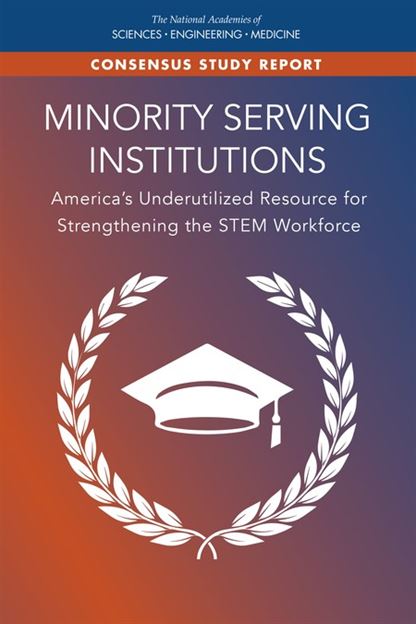 The National Academies of
SCIENCES · ENGINEERING · MEDICINE
CONSENSUS STUDY REPORT
MINORITY SERVING
INSTITUTIONS
America's Underutilized Resource for
Strengthening the STEM Workforce